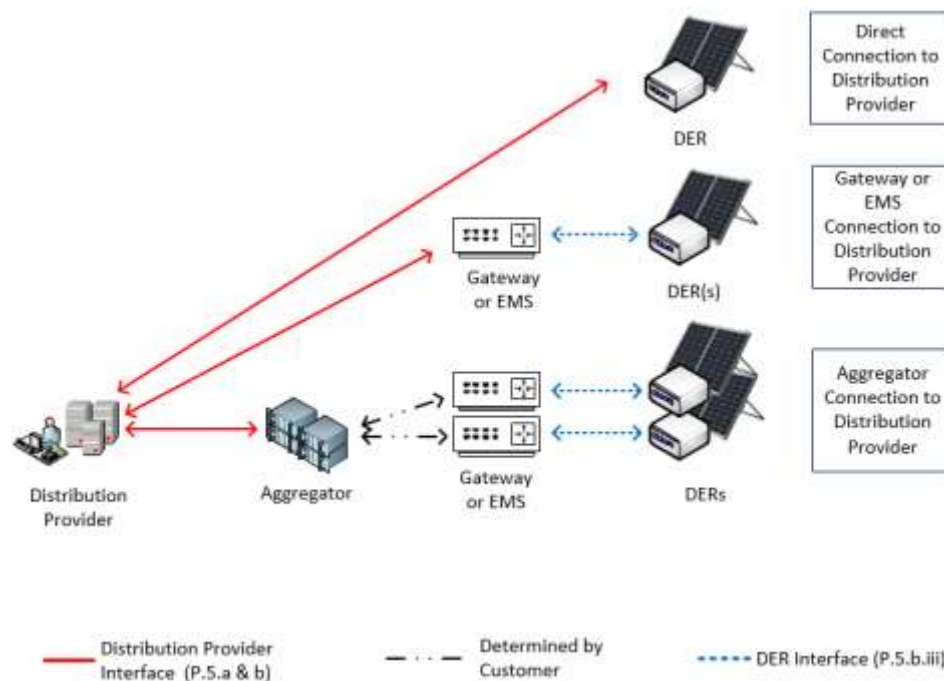 Direct
Connection to
Distribution
Provider
DER
Gateway or
EMS
Connection to
Distribution
Provider
Gateway
or EMS
DER(s)
Aggregator
Connection to
Distribution
Provider
Distribution
Provider
Aggregator
Gateway
or EMS
DERs
Distribution Provider
Interface (P.5.a & b)
Determined by
Customer
DER Interface (P.5.b.iii)